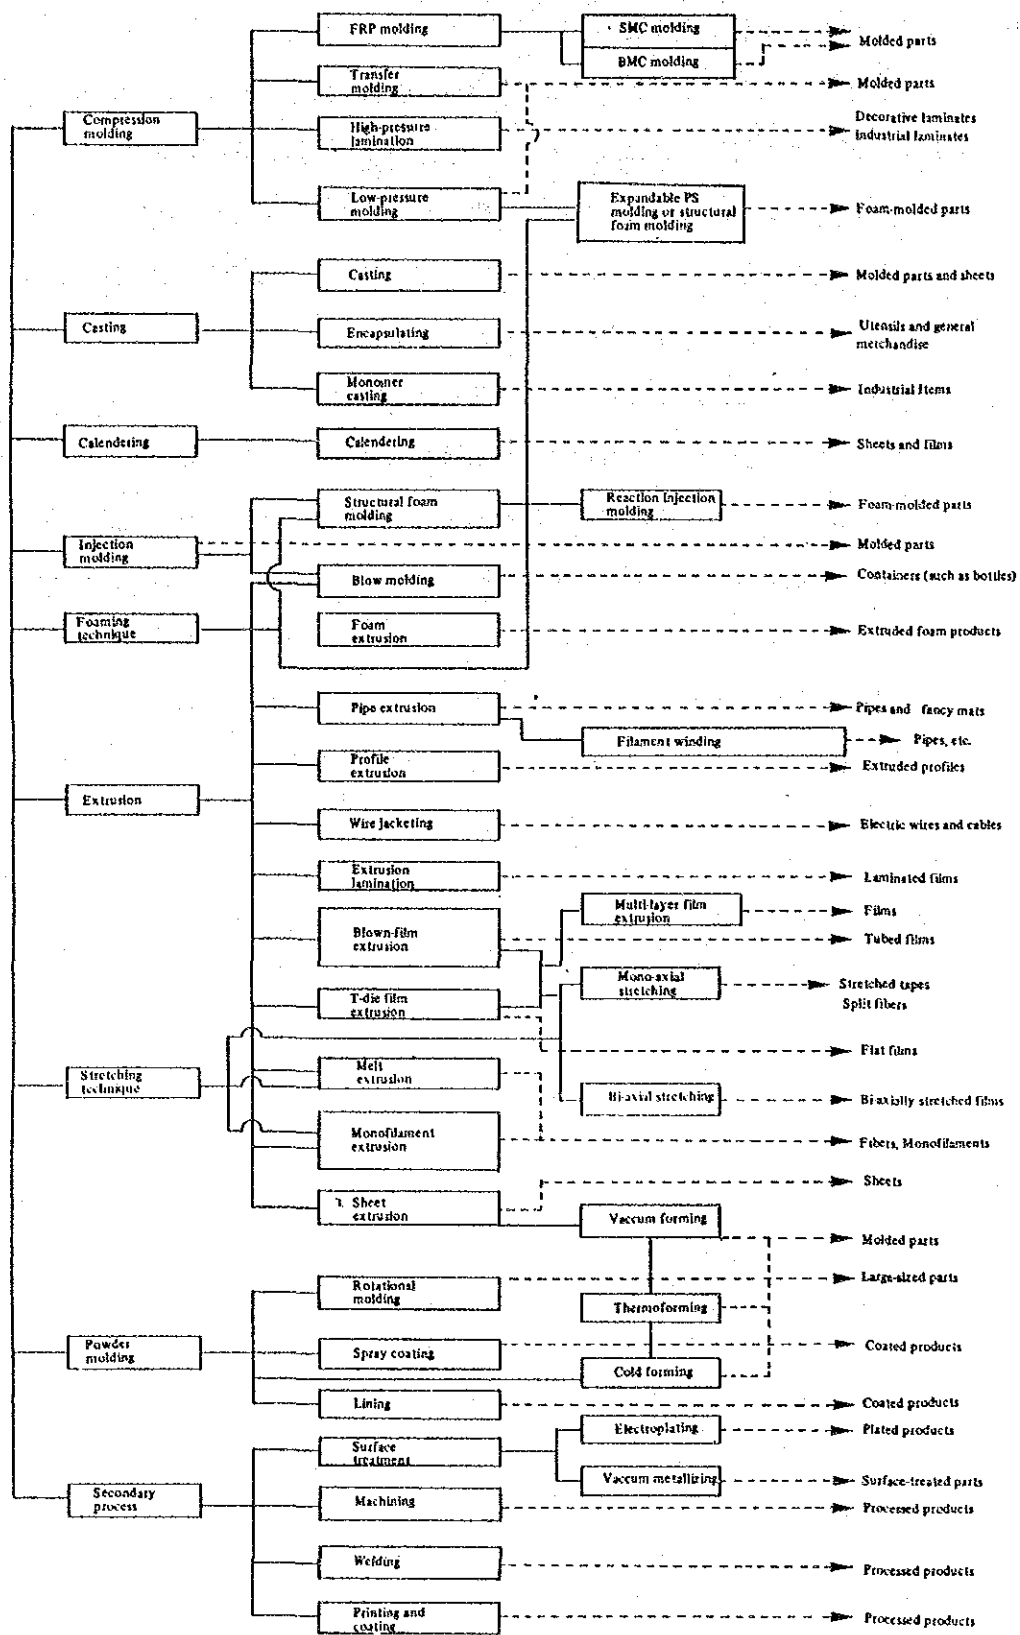 FRP molding
SMC molding
BMC molding
Molded parts
Transfer
molding
Molded parts
Compression
molding
High-pressure
lamination
Decorative laminates
Industrial laminates
Low-pressure
molding
Expandable PS
molding or structural
foam molding
Foam-molded parts
Casting
Molded parts and sheets
Casting
Encapsulating
Utensils and general
merchandise
Monomer
casting
Industrial Items
Calendering
Calendering
Sheets and films
Structural foam
molding
Reaction Injection
molding
Foam-molded parts
Injection
molding
Molded parts
Blow molding
Containers (such as bottles)
Foaming
technique
Foam
extrusion
Extruded foam products
Pipe extrusion
Pipes and fancy mats
Filament winding
Pipes, etc.
Profile
extrusion
Extruded profiles
Extrusion
Wire jacketing
Electric wires and cables
Extrusion
lamination
Laminated films
Multi-layer film
extrusion
Films
Blown-film
extrusion
Tubed films
Mono-axial
stretching
Stretched tapes
Split fibers
T-die film
extrusion
Flat films
Stretching
technique
Melt
extrusion
Bi-axial stretching
Bi-axially stretched films
Monofilament
extrusion
Fibers, Monofilaments
Sheet
extrusion
Sheets
Vaccum forming
Molded parts
Rotational
molding
Large-sized parts
Thermoforming
Powder
molding
Spray coating
Coated products
Cold forming
Lining
Coated products
Surface
treatment
Electroplating
Plated products
Vaccum metallizing
Surface-treated parts
Secondary
process
Machining
Processed products
Welding
Processed products
Printing and
coating
Processed products